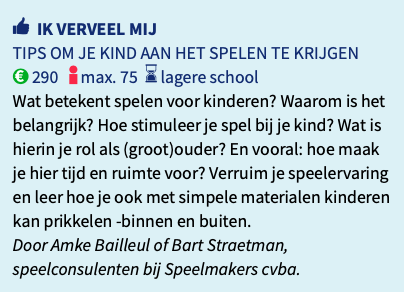 IK VERVEEL MIJ
TIPS OM JE KIND AAN HET SPELEN TE KRIJGEN
€ 290 max. 75 lagere school
Wat betekent spelen voor kinderen? Waarom is het
belangrijk? Hoe stimuleer je spel bij je kind? Wat is
hierin je rol als (groot)ouder? En vooral: hoe maak
je hier tijd en ruimte voor? Verruim je speelervaring
en leer hoe je ook met simpele materialen kinderen
kan prikkelen -binnen en buiten.
Door Amke Bailleul of Bart Straetman,
speelconsulenten bij Speelmakers cvba.